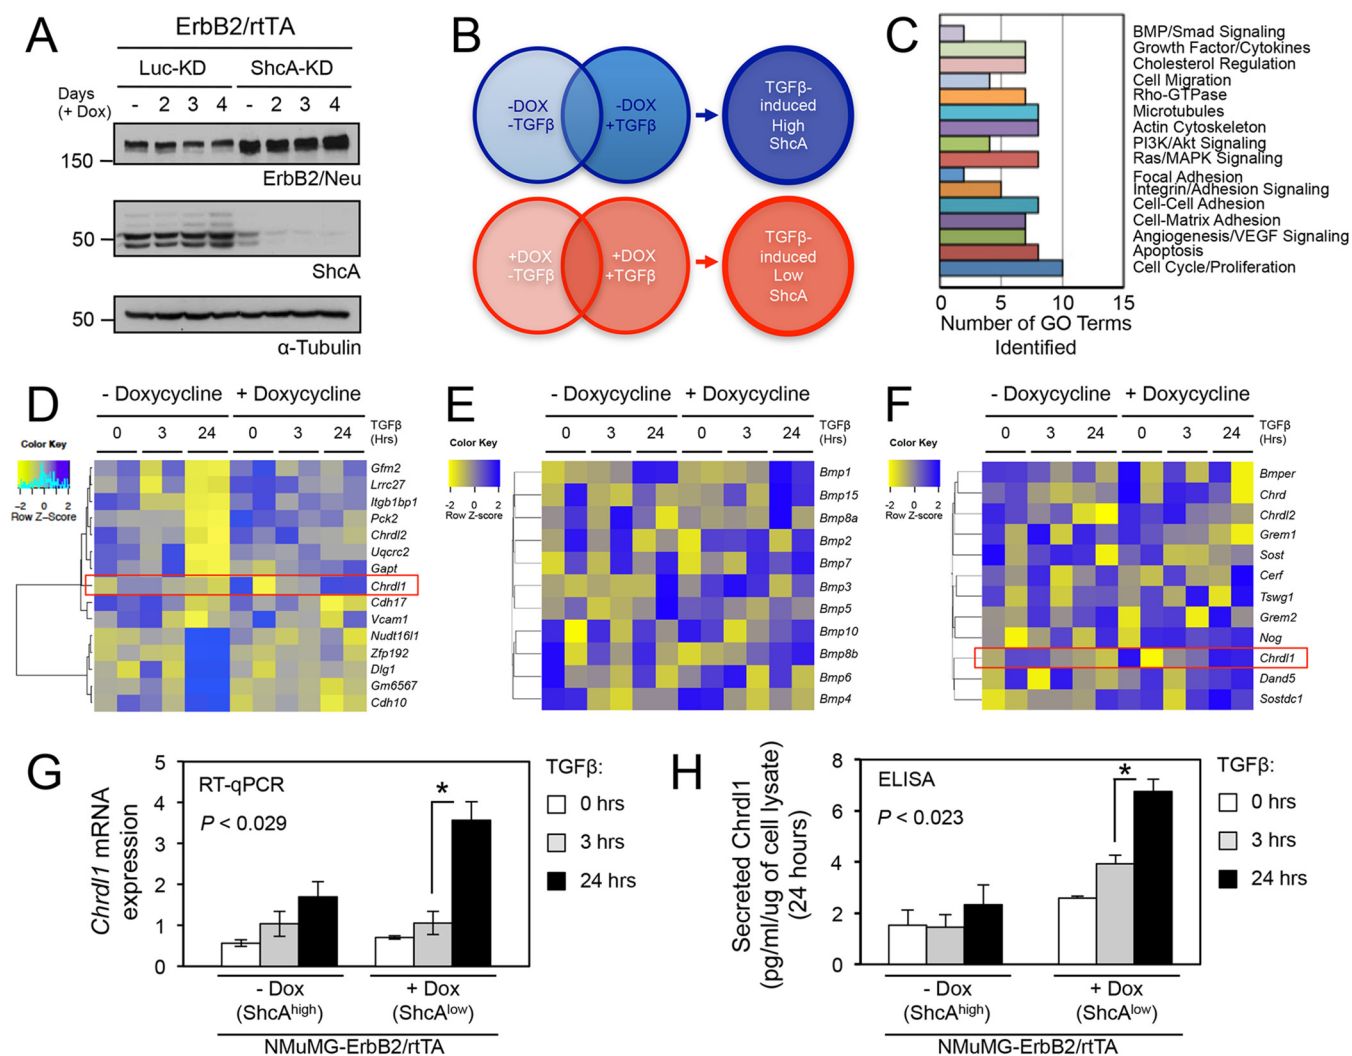 A
ErbB2/rtTA
Luc-KD ShcA-KD
Days
(+ Dox)
- 2 3 4 - 2 3 4
150
ErbB2/Neu
50
ShcA
50
α-Tubulin
B
-DOX
-TGFβ
-DOX
+TGFβ
TGFβ-
induced
High
ShcA
+DOX
-TGFβ
+DOX
+TGFβ
TGFβ-
induced
Low
ShcA
C
BMP/Smad Signaling
Growth Factor/Cytokines
Cholesterol Regulation
Cell Migration
Rho-GTPase
Microtubules
Actin Cytoskeleton
PI3K/Akt Signaling
Ras/MAPK Signaling
Focal Adhesion
Integrin/Adhesion Signaling
Cell-Cell Adhesion
Cell-Matrix Adhesion
Angiogenesis/VEGF Signaling
Apoptosis
Cell Cycle/Proliferation
0 5 10 15
Number of GO Terms
Identified
D
- Doxycycline + Doxycycline
0 3 24 0 3 24
TGFβ
(Hrs)
Color Key
-2 0 2
Row Z-Score
Gfm2
Lrrc27
Itgb1bp1
Pck2
Chrdl2
Uqcrc2
Gapt
Chrdl1
Cdh17
Vcam1
Nudt16l1
Zfp192
Dlg1
Gm6567
Cdh10
E
- Doxycycline + Doxycycline
0 3 24 0 3 24
TGFβ
(Hrs)
Color Key
-2 0 2
Row Z-score
Bmp1
Bmp15
Bmp8a
Bmp2
Bmp7
Bmp3
Bmp5
Bmp10
Bmp8b
Bmp6
Bmp4
F
- Doxycycline + Doxycycline
0 3 24 0 3 24
TGFβ
(Hrs)
Color Key
-2 0 2
Row Z-score
Bmper
Chrd
Chrdl2
Grem1
Sost
Cerf
Tswg1
Grem2
Nog
Chrdl1
Dand5
Sostdc1
G
Chrdl1 mRNA
expression
5
4
3
2
1
0
RT-qPCR
P < 0.029
*
TGFβ:
0 hrs
3 hrs
24 hrs
- Dox
(ShcAhigh)
+ Dox
(ShcAlow)
NMuMG-ErbB2/rtTA
H
Secreted Chrdl1
(pg/ml/ug of cell lysate)
(24 hours)
8
6
4
2
0
ELISA
P < 0.023
*
TGFβ:
0 hrs
3 hrs
24 hrs
- Dox
(ShcAhigh)
+ Dox
(ShcAlow)
NMuMG-ErbB2/rtTA